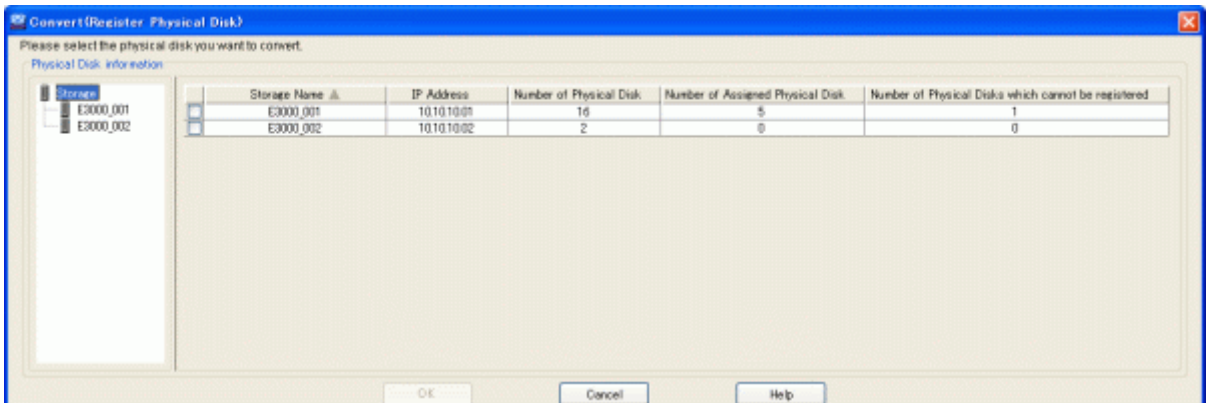 Convert(Register Physical Disk)
Please select the physical disk you want to convert.
Physical Disk information
Storage
E3000_001
E3000_002
Storage Name IP Address Number of Physical Disk Number of Assigned Physical Disk Number of Physical Disks which cannot be registered
E3000_001 10.10.10.01 16 5 1
E3000_002 10.10.10.02 2 0 0
OK Cancel Help